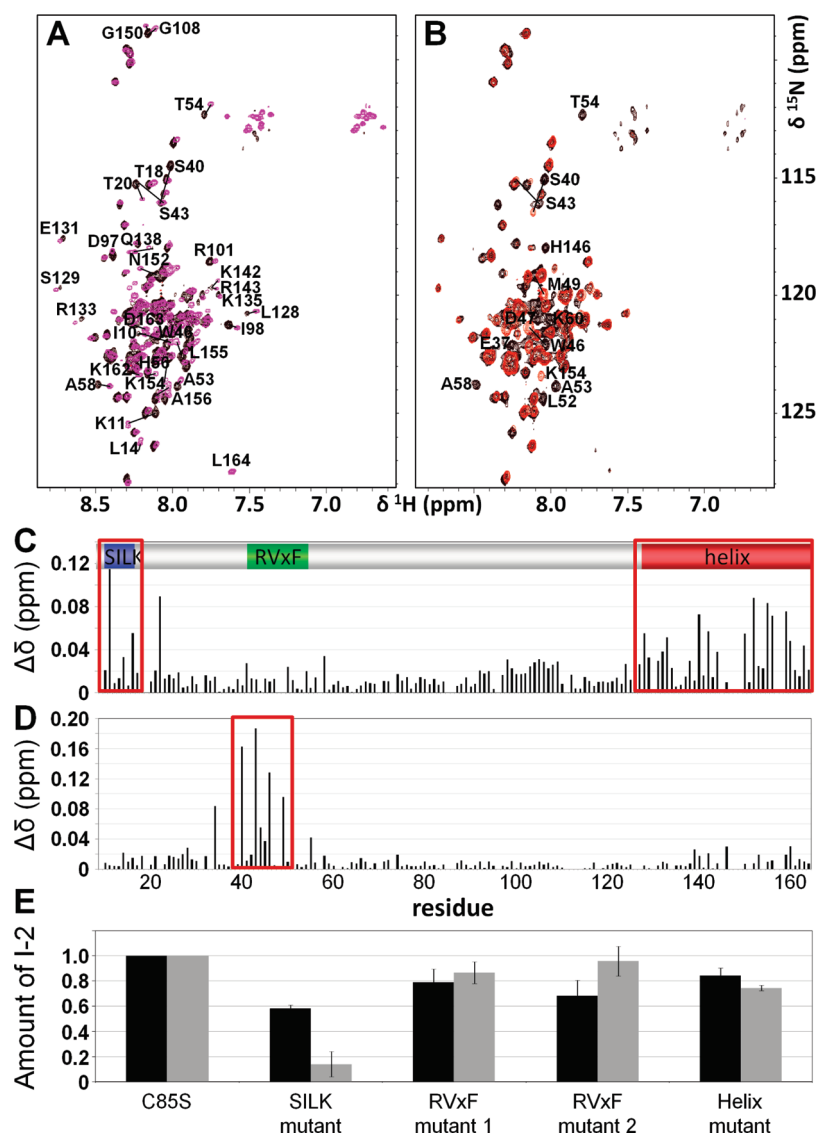 A
B
G150
G108
T54
S40
T18
T20
S43
E131
D97
Q138
R101
N152
K142
S129
R143
K135
R133
L128
D163
I10
W46
I98
H56
L155
K162
A58
K154
A53
A156
K11
L14
L164
8.5
8.0
7.0
δ ¹H (ppm)
T54
S40
S43
H146
M49
D47
K60
E37
W46
K154
A58
A53
L52
8.5
8.0
7.0
115
120
125
δ ¹⁵N (ppm)
C
SILK
RVxF
helix
0.12
0.08
0.04
0
Δδ (ppm)
D
0.20
0.16
0.12
0.08
0.04
0
Δδ (ppm)
20
40
60
80
100
120
140
160
residue
E
Amount of I-2
1.0
0.8
0.6
0.4
0.2
0
C85S
SILK mutant
RVxF mutant 1
RVxF mutant 2
Helix mutant